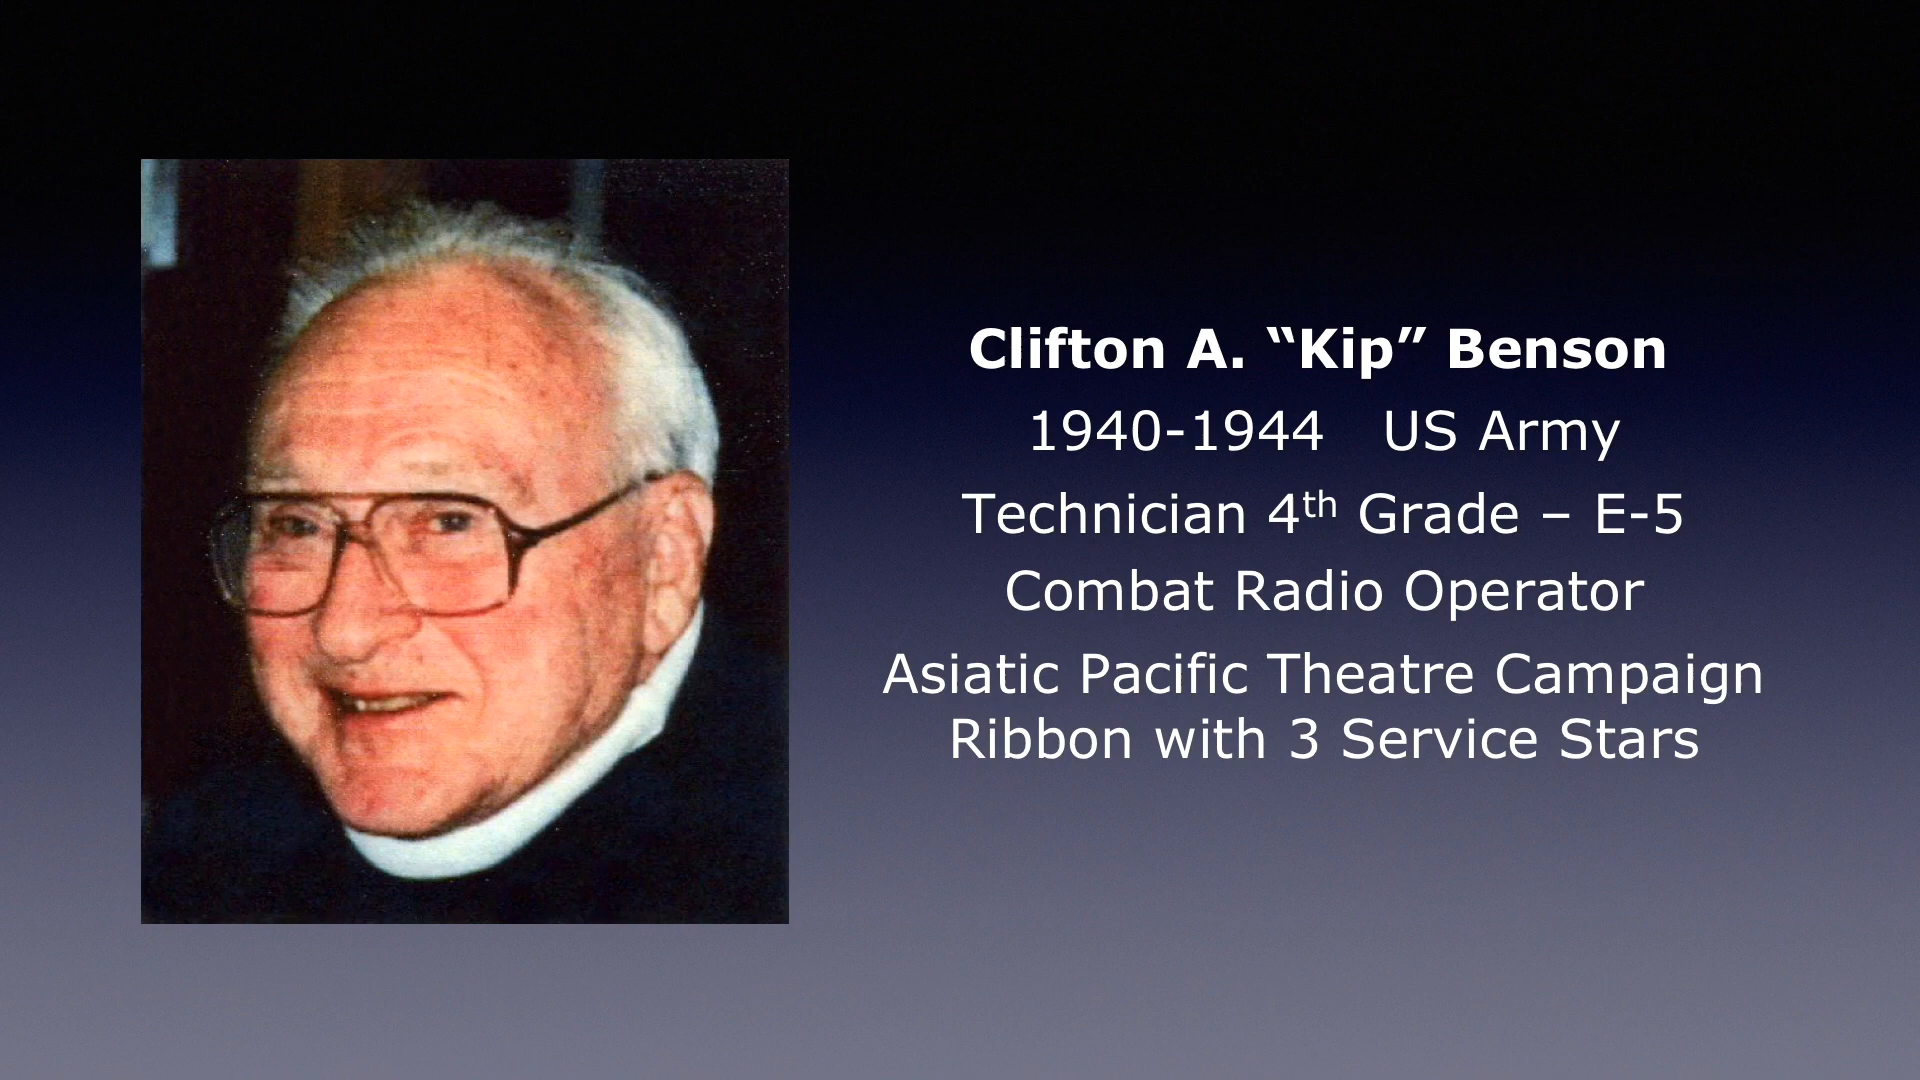 Clifton A. “Kip” Benson
1940-1944 US Army
Technician 4th Grade – E-5
Combat Radio Operator
Asiatic Pacific Theatre Campaign
Ribbon with 3 Service Stars